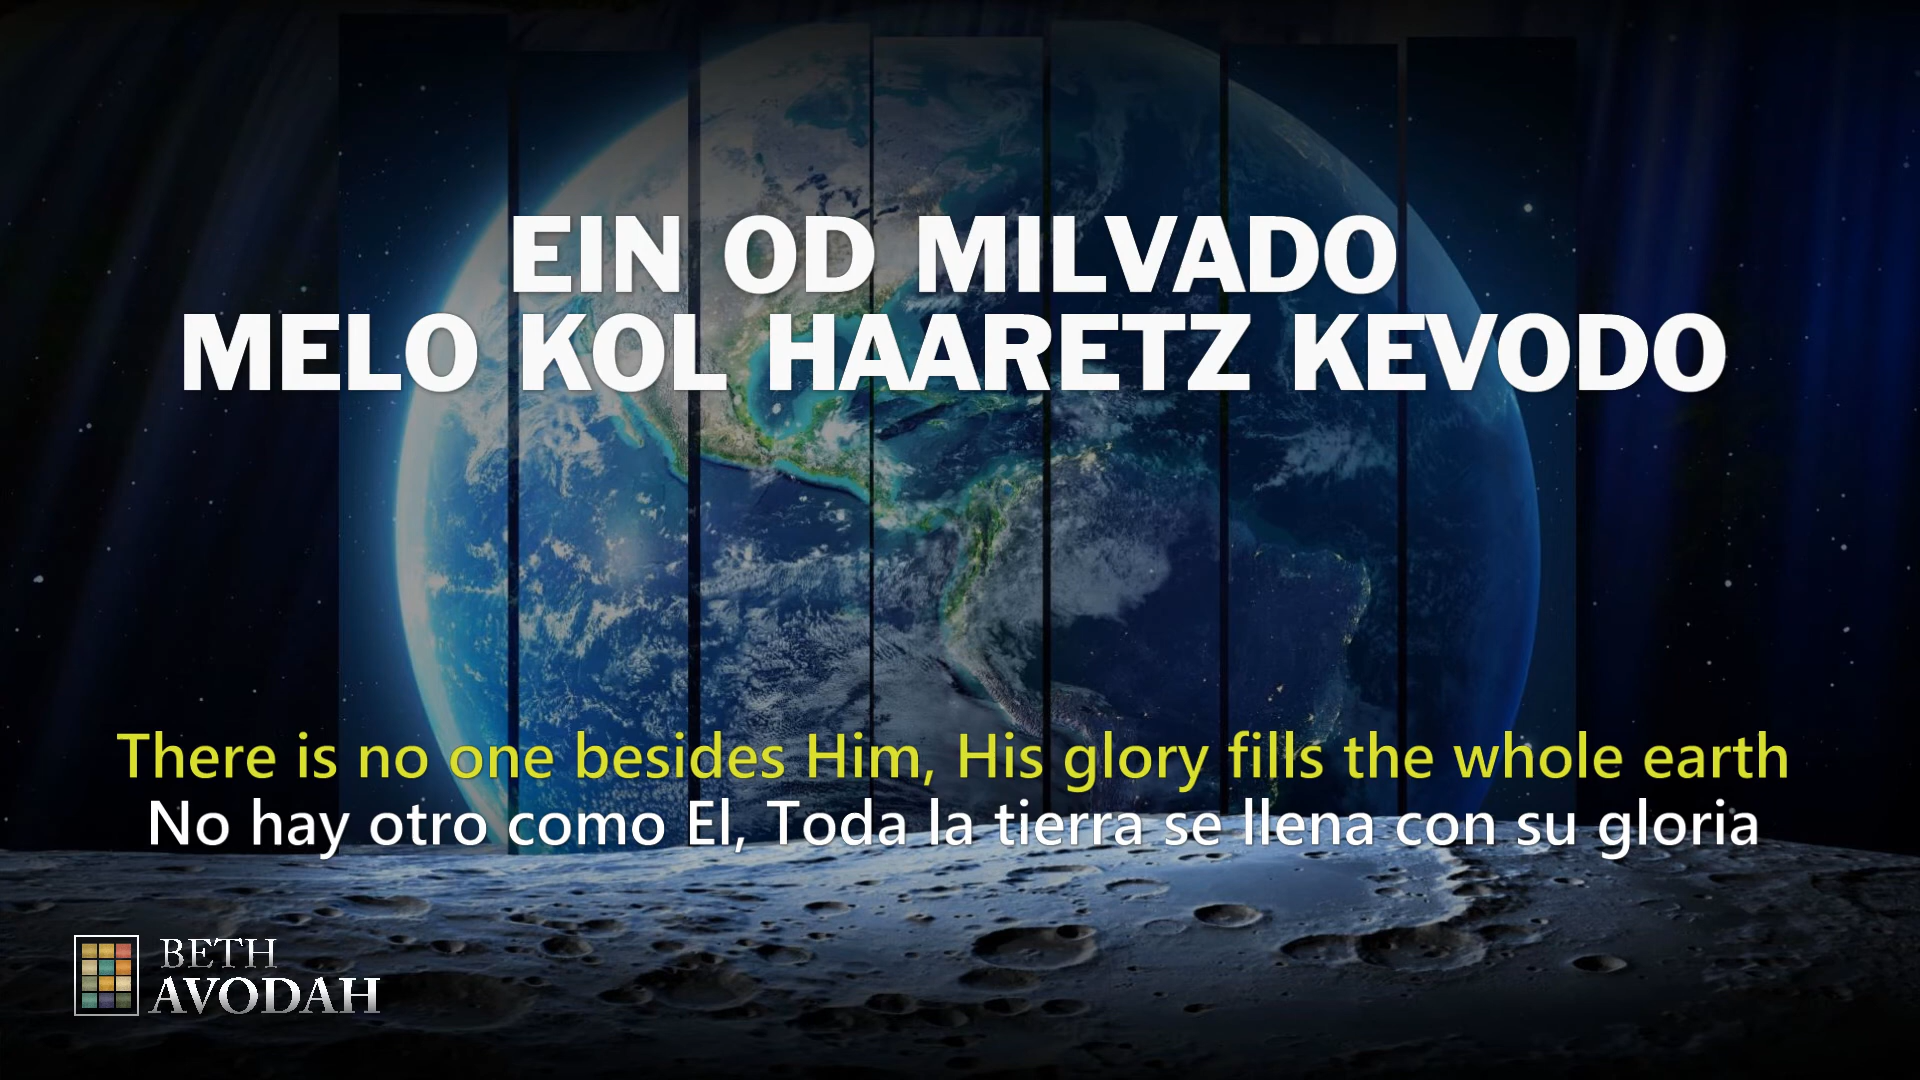 EIN OD MILVADO
MELO KOL HAARETZ KEVODO
There is no one besides Him, His glory fills the whole earth
No hay otro como El, Toda la tierra se llena con su gloria
BETH
AVODAH